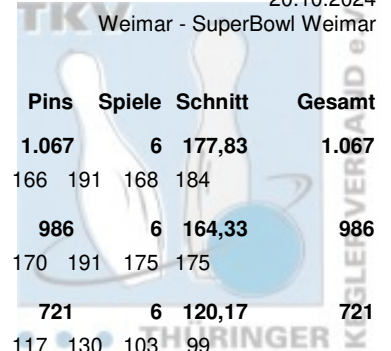 20.10.2024
TKV
Weimar - SuperBowl Weimar
Pins Spiele Schnitt Gesamt
1.067 6 177,83 1.067
166 191 168 184
986 6 164,33 986
170 191 175 175
721 6 120,17 721
117 130 103 99
THÜRINGER
KEGLER VERBAND e.V.